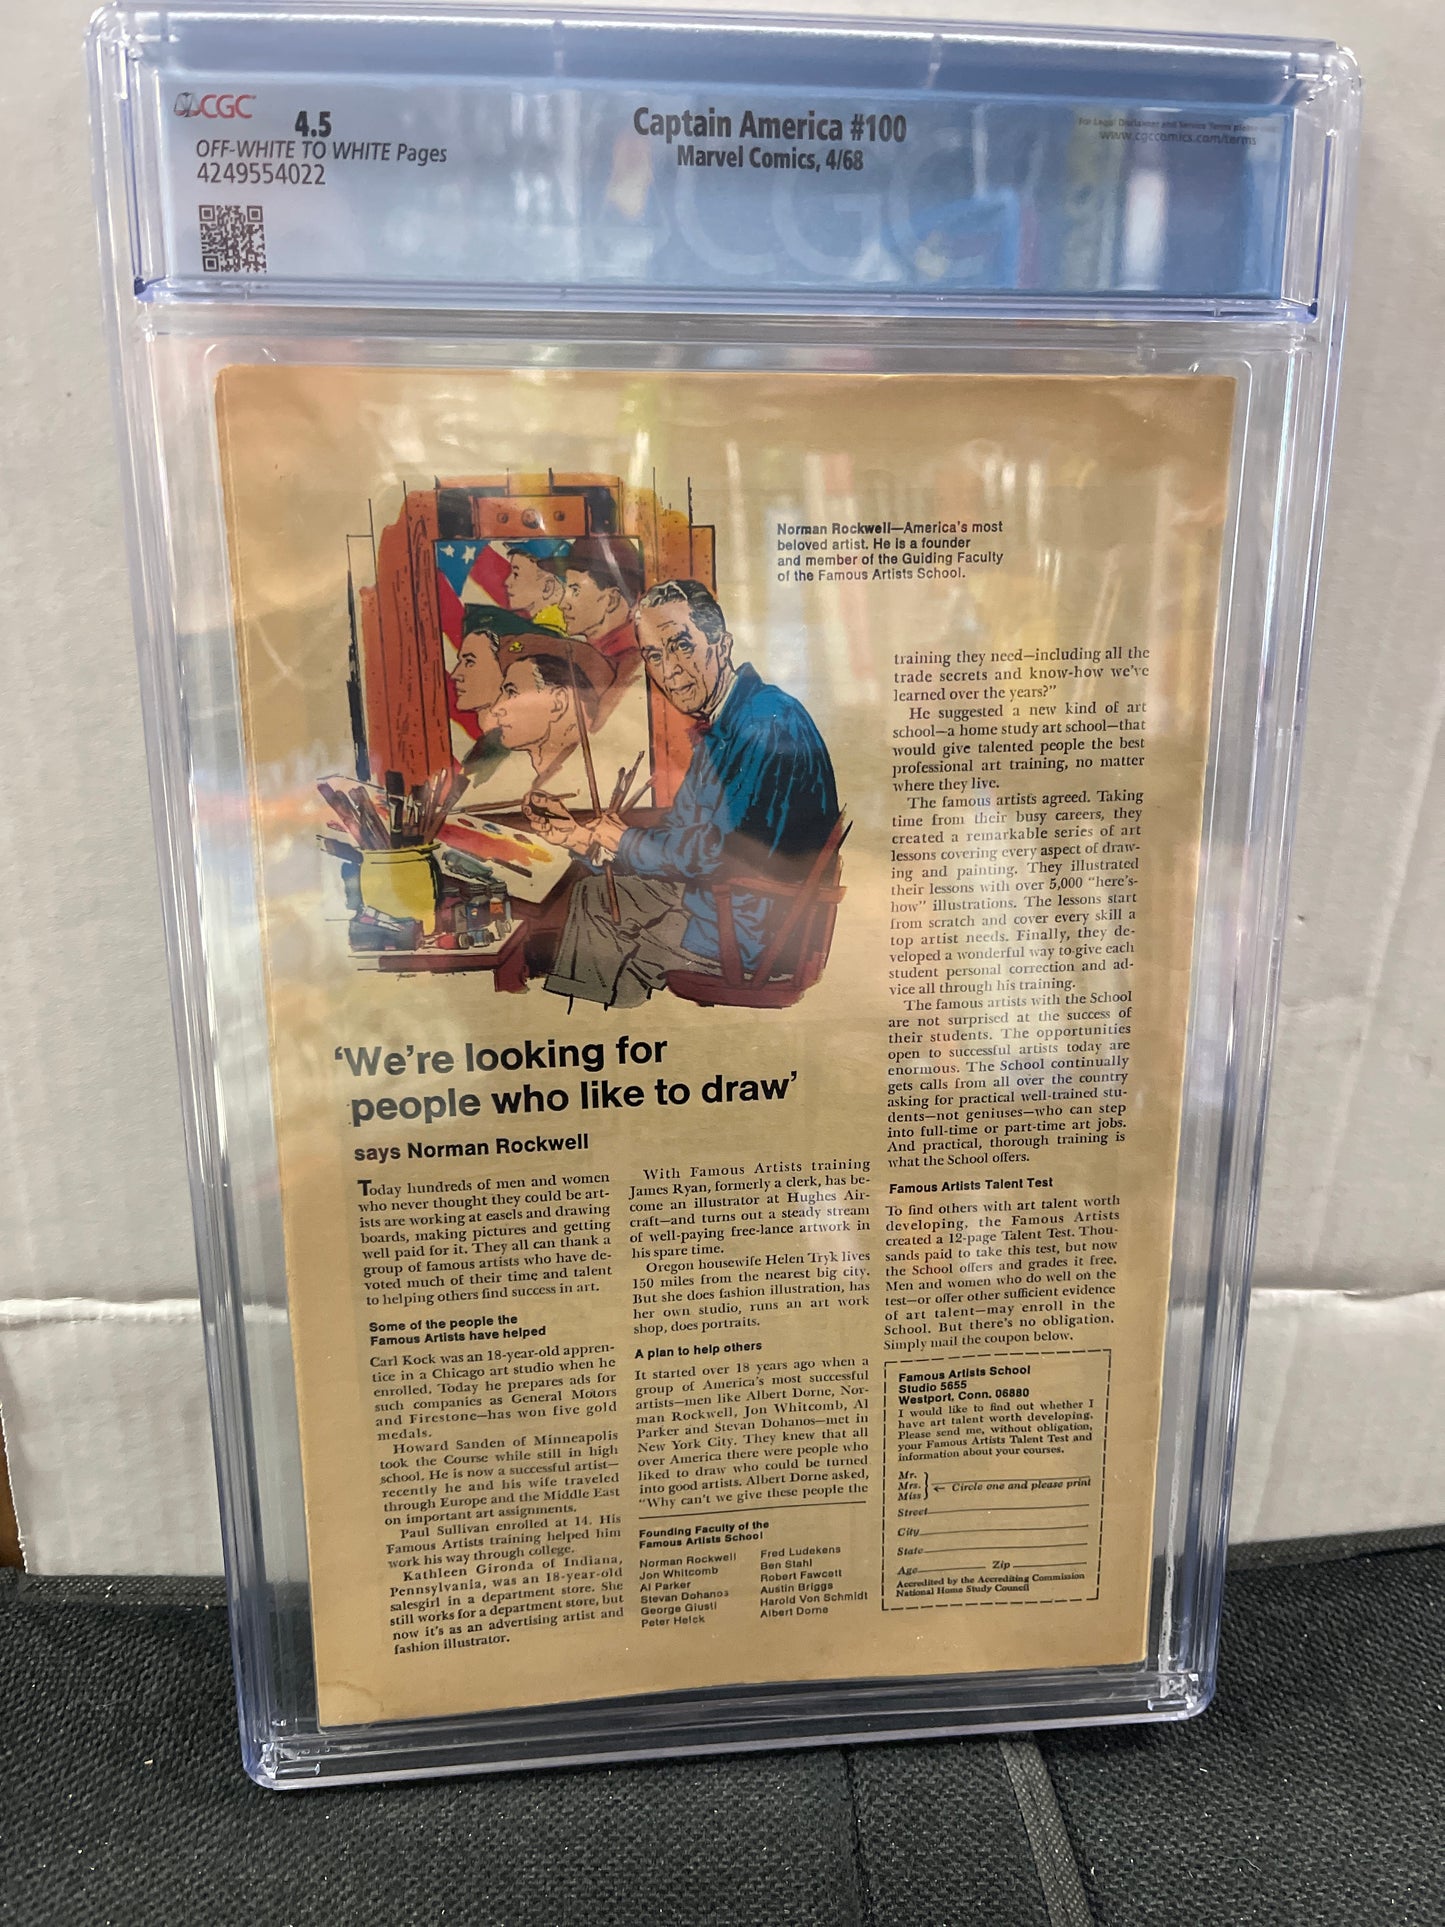 CGC
4.5
OFF-WHITE TO WHITE Pages
4249554022
Captain America #100
Marvel Comics, 4/68
For Legal Disclaimer and Service Terms please
www.cgccomics.com/terms
CGC
Norman Rockwell—America's most
beloved artist. He is a founder
and member of the Guiding Faculty
of the Famous Artists School.
'We're looking for
people who like to draw'
says Norman Rockwell
Today hundreds of men and women
who never thought they could be art-
ists are working at easels and drawing
boards, making pictures and getting
well paid for it. They all can thank a
group of famous artists who have de-
voted much of their time and talent
to helping others find success in art.
Some of the people the
Famous Artists have helped
Carl Kock was an 18-year-old appren-
tice in a Chicago art studio when he
enrolled. Today he prepares ads for
such companies as General Motors
and Firestone—has won five gold
medals.
Howard Sanden of Minneapolis
took the Course while still in high
school. He is now a successful artist—
recently he and his wife traveled
through Europe and the Middle East
on important art assignments.
Paul Sullivan enrolled at 14. His
Famous Artists training helped him
work his way through college.
Kathleen Gironda of Indiana,
Pennsylvania, was an 18-year-old
salesgirl in a department store. She
still works for a department store, but
now it's as an advertising artist and
fashion illustrator.
With Famous Artists training
James Ryan, formerly a clerk, has be-
come an illustrator at Hughes Air-
craft—and turns out a steady stream
of well-paying free-lance artwork in
his spare time.
Oregon housewife Helen Tryk lives
150 miles from the nearest big city.
But she does fashion illustration, has
her own studio, runs an art work
shop, does portraits.
A plan to help others
It started over 18 years ago when a
group of America's most successful
artists—men like Albert Dorne, Nor-
man Rockwell, Jon Whitcomb, Al
Parker and Stevan Dohanos—met in
New York City. They knew that all
over America there were people who
liked to draw who could be turned
into good artists. Albert Dorne asked,
"Why can't we give these people the
Founding Faculty of the
Famous Artists School
Norman Rockwell
Jon Whitcomb
Al Parker
Stevan Dohanos
George Giusti
Peter Helck
Fred Ludekens
Ben Stahl
Robert Fawcett
Austin Briggs
Harold Von Schmidt
Albert Dorne
training they need—including all the
trade secrets and know-how we've
learned over the years?"
He suggested a new kind of art
school—a home study art school—that
would give talented people the best
professional art training, no matter
where they live.
The famous artists agreed. Taking
time from their busy careers, they
created a remarkable series of art
lessons covering every aspect of draw-
ing and painting. They illustrated
their lessons with over 5,000 "here's-
how" illustrations. The lessons start
from scratch and cover every skill a
top artist needs. Finally, they de-
veloped a wonderful way to give each
student personal correction and ad-
vice all through his training.
The famous artists with the School
are not surprised at the success of
their students. The opportunities
open to successful artists today are
enormous. The School continually
gets calls from all over the country
asking for practical well-trained stu-
dents—not geniuses—who can step
into full-time or part-time art jobs.
And practical, thorough training is
what the School offers.
Famous Artists Talent Test
To find others with art talent worth
developing, the Famous Artists
created a 12-page Talent Test. Thou-
sands paid to take this test, but now
the School offers and grades it free.
Men and women who do well on the
test—or offer other sufficient evidence
of art talent—may enroll in the
School. But there's no obligation.
Simply mail the coupon below.
Famous Artists School
Studio 5655
Westport, Conn. 06880
I would like to find out whether I
have art talent worth developing.
Please send me, without obligation,
your Famous Artists Talent Test and
information about your courses.
Mr.
Mrs. ← Circle one and please print
Miss
Street
City
State
Age Zip
Accredited by the Accrediting Commission
National Home Study Council